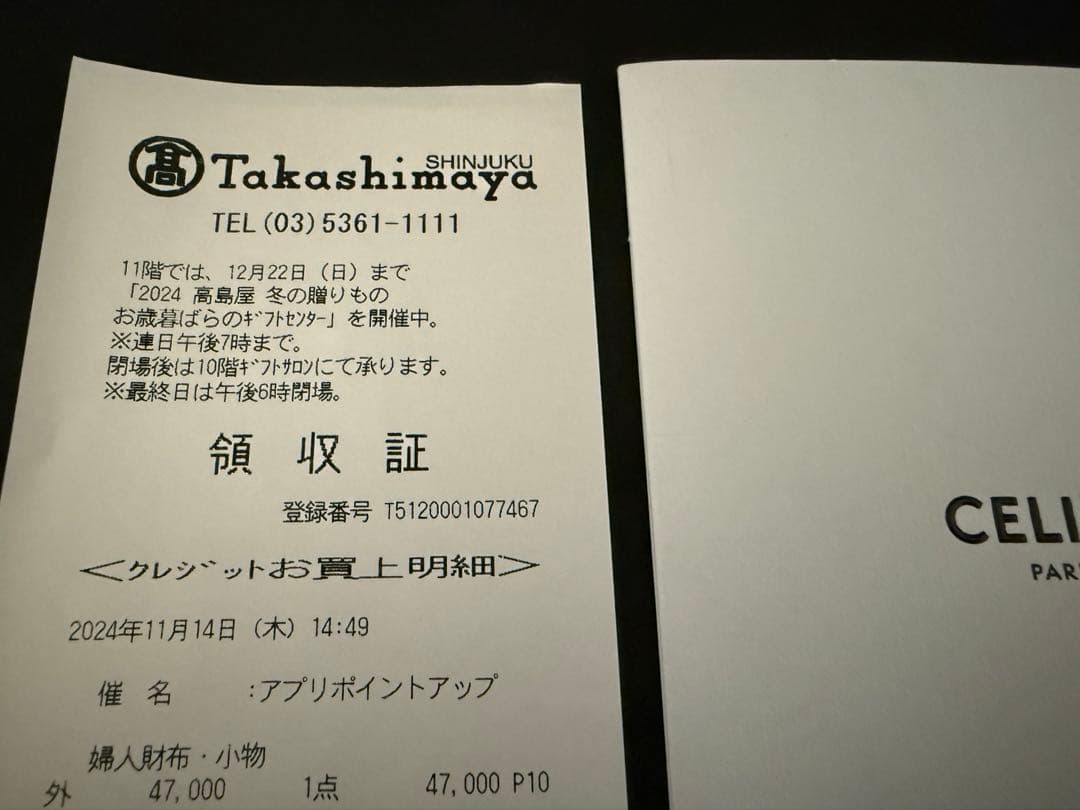 髙 Takashimaya SHINJUKU
TEL(03)5361-1111
11階では、12月22日(日)まで
「2024 高島屋 冬の贈りもの
お歳暮ばらのｷﾞﾌﾄｾﾝﾀｰ」を開催中。
※連日午後7時まで。
閉場後は10階ｷﾞﾌﾄｻﾛﾝにて承ります。
※最終日は午後6時閉場。
領 収 証
登録番号 T5120001077467
＜クレジットお買上明細＞
2024年11月14日(木)14:49
催 名 :アプリポイントアップ
婦人財布・小物
外 47,000 1点 47,000 P10
CELI
PAR